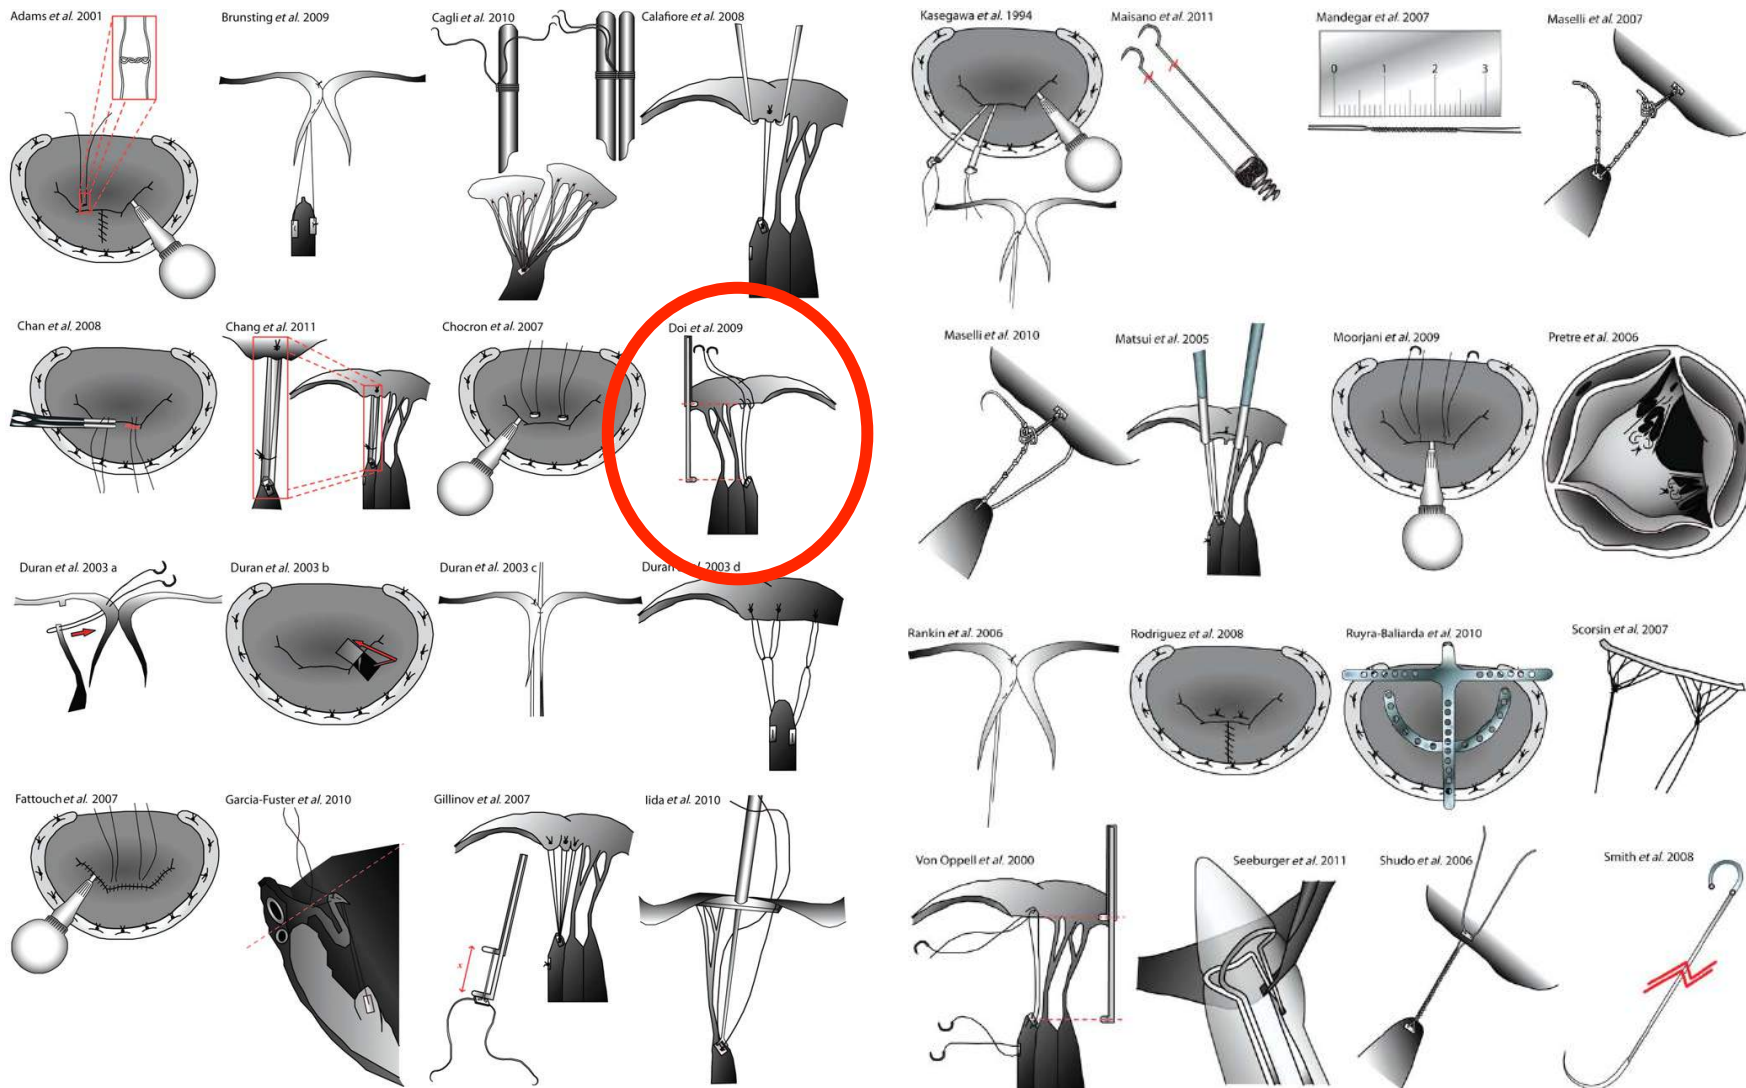 Adams et al. 2001
Brunsting et al. 2009
Cagli et al. 2010
Calafiore et al. 2008
Kasegawa et al. 1994
Maisano et al. 2011
Mandegar et al. 2007
Maselli et al. 2007
0 1 2 3
Chan et al. 2008
Chang et al. 2011
Chocron et al. 2007
Doi et al. 2009
Maselli et al. 2010
Matsui et al. 2005
Moorjani et al. 2009
Pretre et al. 2006
Duran et al. 2003 a
Duran et al. 2003 b
Duran et al. 2003 c
Duran et al. 2003 d
Rankin et al. 2006
Rodriguez et al. 2008
Ruyra-Baliarda et al. 2010
Scorsin et al. 2007
Fattouch et al. 2007
Garcia-Fuster et al. 2010
Gillinov et al. 2007
Iida et al. 2010
x
Von Oppell et al. 2000
Seeburger et al. 2011
Shudo et al. 2006
Smith et al. 2008